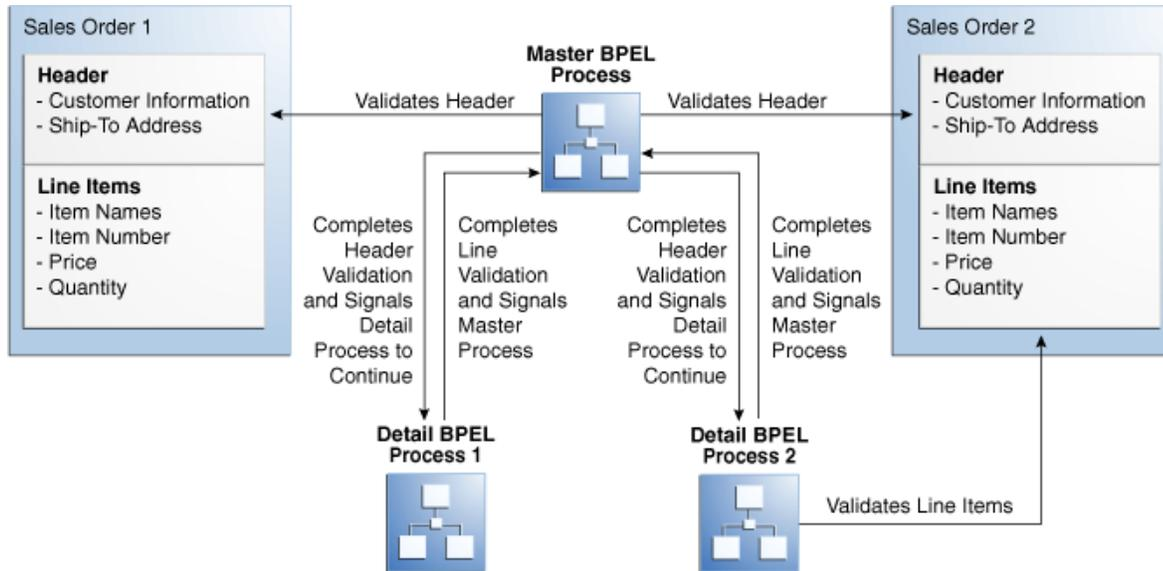 Sales Order 1
Header
- Customer Information
- Ship-To Address
Line Items
- Item Names
- Item Number
- Price
- Quantity
Master BPEL
Process
Validates Header
Validates Header
Sales Order 2
Header
- Customer Information
- Ship-To Address
Line Items
- Item Names
- Item Number
- Price
- Quantity
Completes
Header
Validation
and Signals
Detail
Process to
Continue
Completes
Line
Validation
and Signals
Master
Process
Completes
Header
Validation
and Signals
Detail
Process to
Continue
Completes
Line
Validation
and Signals
Master
Process
Detail BPEL
Process 1
Detail BPEL
Process 2
Validates Line Items